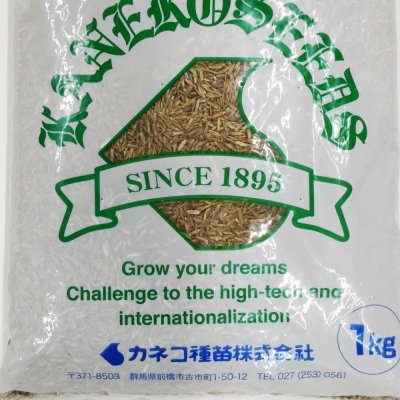 KANEKO SEEDS
SINCE 1895
Grow your dreams
Challenge to the high-tech and
internationalization
カネコ種苗株式会社
1kg
〒371-8503 群馬県前橋市古市町1-50-12 TEL 027 (253) 0561